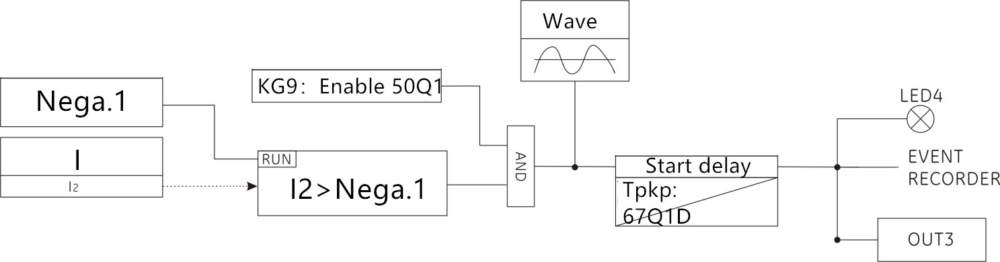 Wave
KG9: Enable 50Q1
Nega.1
LED4
I
RUN
I2
I2>Nega.1
AND
Start delay
Tpkp:
67Q1D
EVENT
RECORDER
OUT3